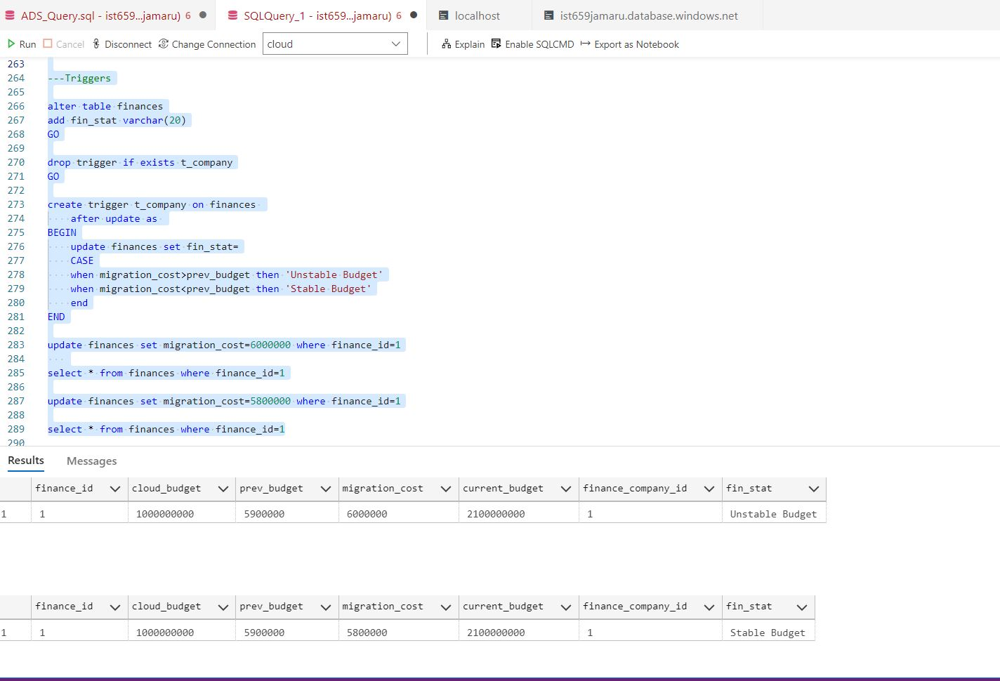 ADS_Query.sql - ist659...jamaru) 6 SQLQuery_1 - ist659...jamaru) 6 localhost ist659jamaru.database.windows.net
Run Cancel Disconnect Change Connection cloud Explain Enable SQLCMD Export as Notebook
263
264 ---Triggers
265
266 alter table finances
267 add fin_stat varchar(20)
268 GO
269
270 drop trigger if exists t_company
271 GO
272
273 create trigger t_company on finances
274 after update as
275 BEGIN
276 update finances set fin_stat=
277 CASE
278 when migration_cost>prev_budget then 'Unstable Budget'
279 when migration_cost<prev_budget then 'Stable Budget'
280 end
281 END
282
283 update finances set migration_cost=6000000 where finance_id=1
284
285 select * from finances where finance_id=1
286
287 update finances set migration_cost=5800000 where finance_id=1
288
289 select * from finances where finance_id=1
290
Results Messages
finance_id cloud_budget prev_budget migration_cost current_budget finance_company_id fin_stat
1 1 1000000000 5900000 6000000 2100000000 1 Unstable Budget
finance_id cloud_budget prev_budget migration_cost current_budget finance_company_id fin_stat
1 1 1000000000 5900000 5800000 2100000000 1 Stable Budget